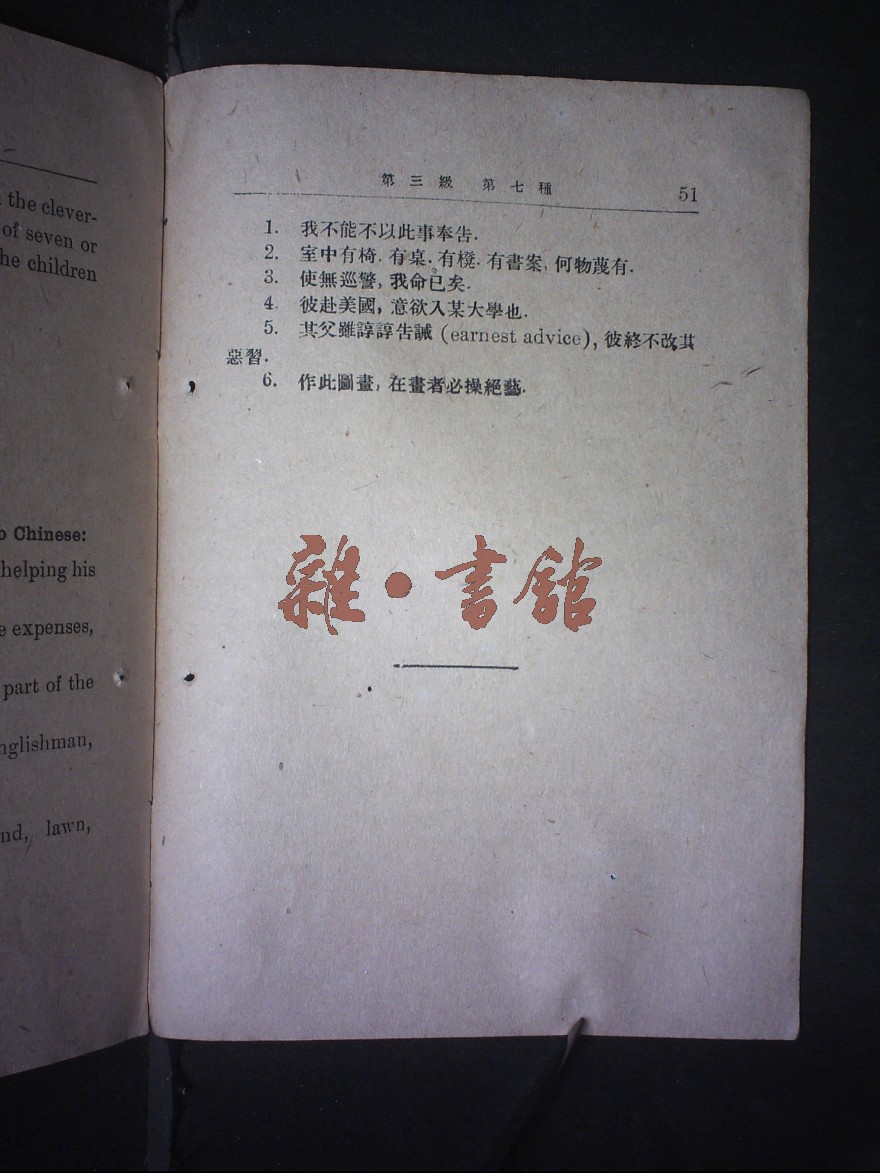 the clever-
of seven or
he children
o Chinese:
helping his
e expenses,
part of the
nglishman,
nd, lawn,
第三級 第七種 51
1. 我不能不以此事奉告.
2. 室中有椅.有桌.有櫈.有書案,何物蔑有.
3. 使無巡警,我命已矣.
4. 彼赴美國,意欲入某大學也.
5. 其父雖諄諄告誡 (earnest advice), 彼終不改其
惡習.
6. 作此圖畫,在畫者必操絕藝.
雜·書館